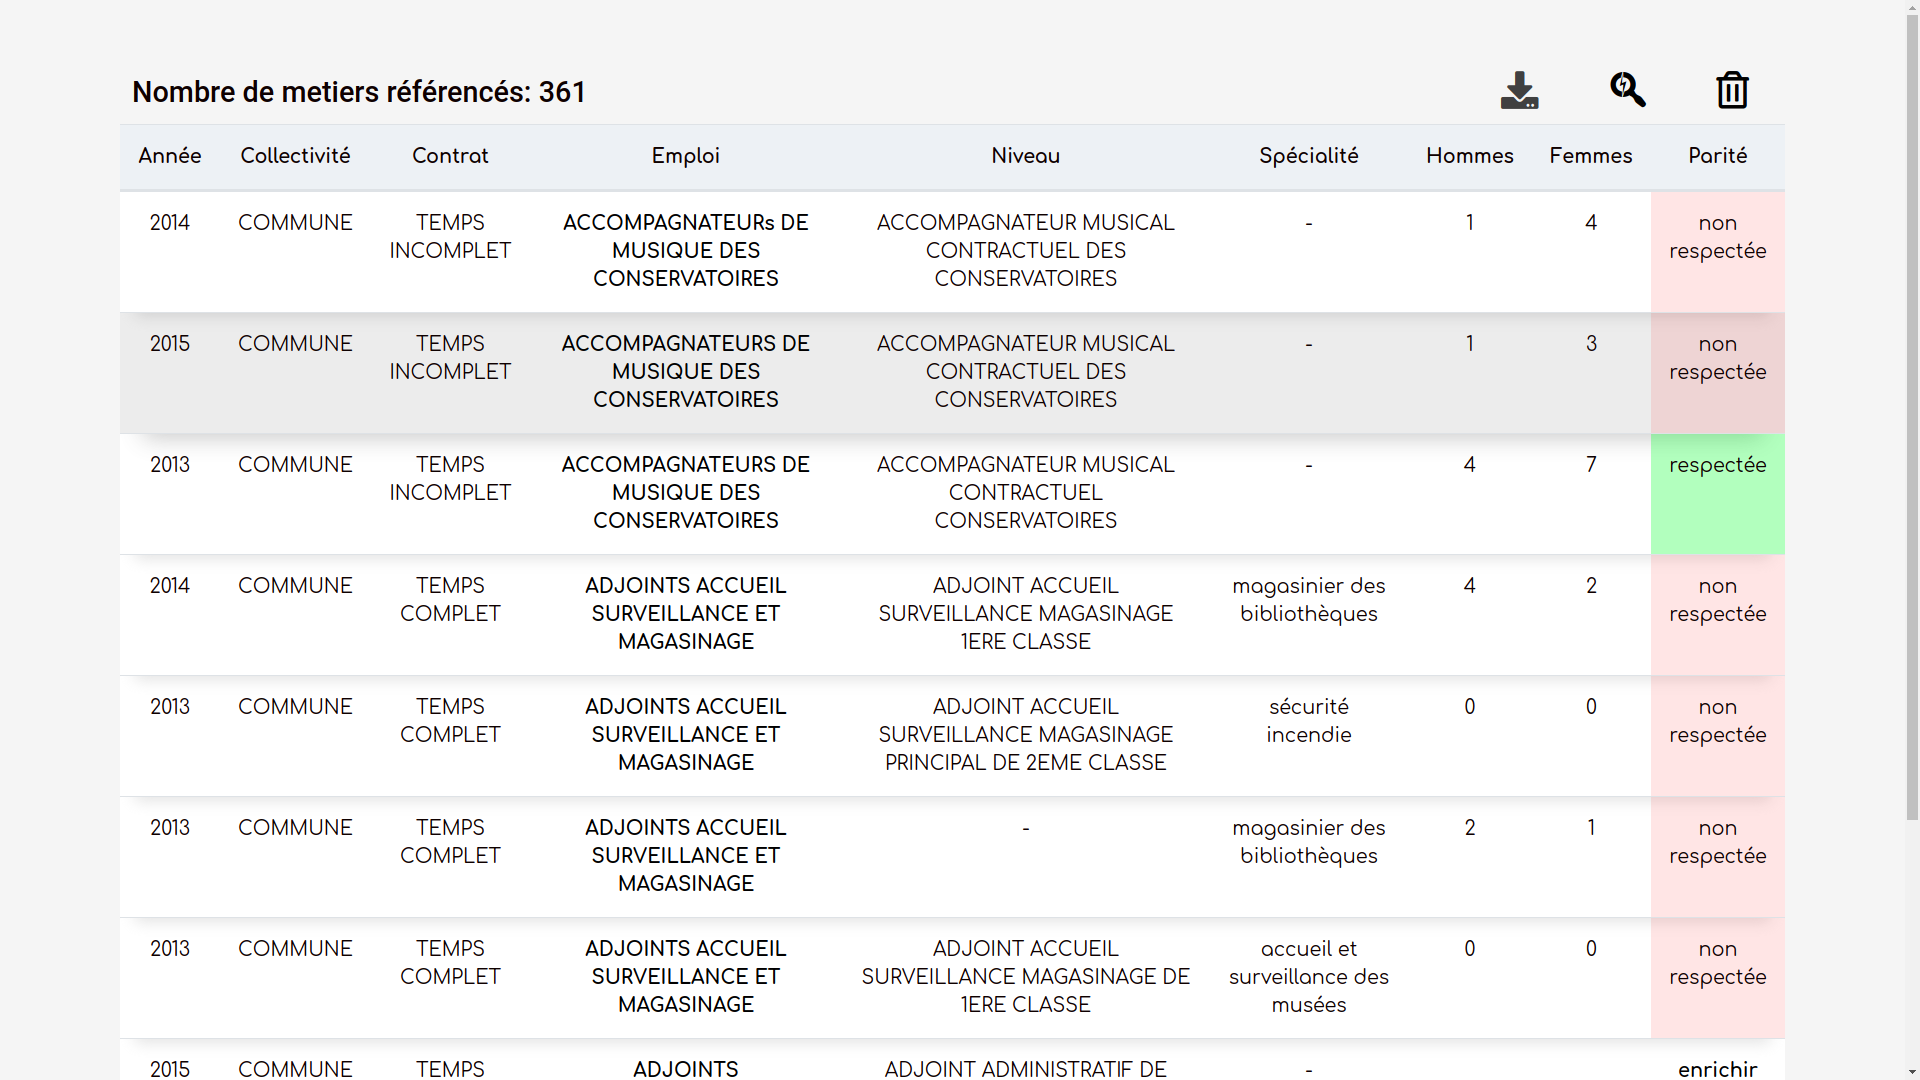 Nombre de metiers référencés: 361
Année Collectivité Contrat Emploi Niveau Spécialité Hommes Femmes Parité
2014 COMMUNE TEMPS ACCOMPAGNATEURs DE ACCOMPAGNATEUR MUSICAL - 1 4 non
INCOMPLET MUSIQUE DES CONTRACTUEL DES respectée
CONSERVATOIRES CONSERVATOIRES
2015 COMMUNE TEMPS ACCOMPAGNATEURS DE ACCOMPAGNATEUR MUSICAL - 1 3 non
INCOMPLET MUSIQUE DES CONTRACTUEL DES respectée
CONSERVATOIRES CONSERVATOIRES
2013 COMMUNE TEMPS ACCOMPAGNATEURS DE ACCOMPAGNATEUR MUSICAL - 4 7 respectée
INCOMPLET MUSIQUE DES CONTRACTUEL
CONSERVATOIRES CONSERVATOIRES
2014 COMMUNE TEMPS ADJOINTS ACCUEIL ADJOINT ACCUEIL magasinier des 4 2 non
COMPLET SURVEILLANCE ET SURVEILLANCE MAGASINAGE bibliothèques respectée
MAGASINAGE 1ERE CLASSE
2013 COMMUNE TEMPS ADJOINTS ACCUEIL ADJOINT ACCUEIL sécurité 0 0 non
COMPLET SURVEILLANCE ET SURVEILLANCE MAGASINAGE incendie respectée
MAGASINAGE PRINCIPAL DE 2EME CLASSE
2013 COMMUNE TEMPS ADJOINTS ACCUEIL - magasinier des 2 1 non
COMPLET SURVEILLANCE ET bibliothèques respectée
MAGASINAGE
2013 COMMUNE TEMPS ADJOINTS ACCUEIL ADJOINT ACCUEIL accueil et 0 0 non
COMPLET SURVEILLANCE ET SURVEILLANCE MAGASINAGE DE surveillance des respectée
MAGASINAGE 1ERE CLASSE musées
2015 COMMUNE TEMPS ADJOINTS ADJOINT ADMINISTRATIF DE - enrichir